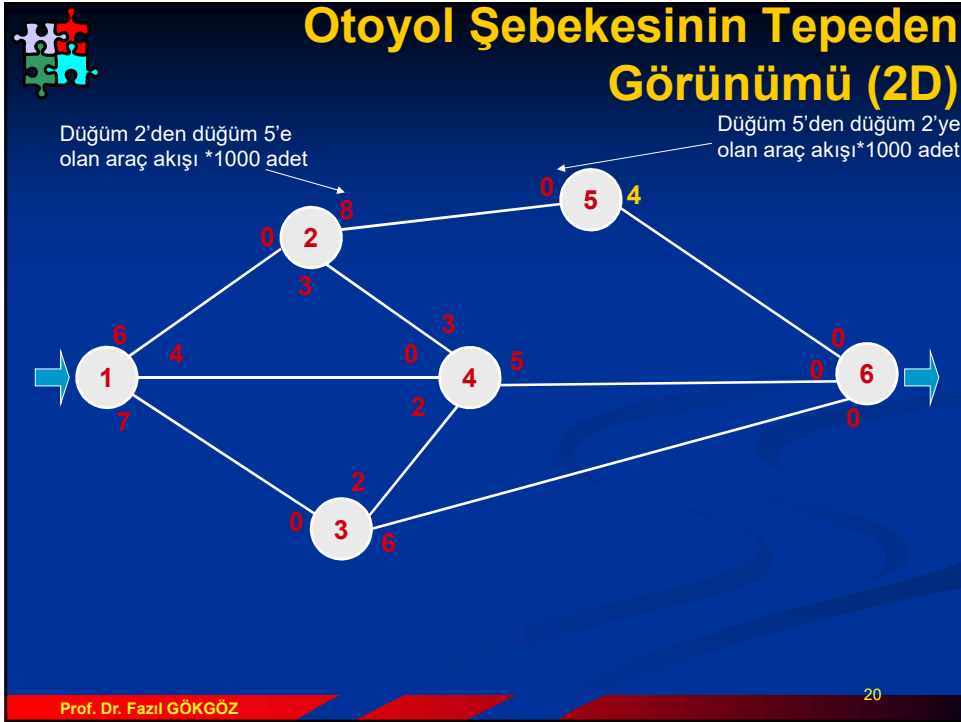 Otoyol Şebekesinin Tepeden
Görünümü (2D)
Düğüm 2’den düğüm 5’e
olan araç akışı *1000 adet
Düğüm 5’den düğüm 2’ye
olan araç akışı*1000 adet
0 5 4
8
0 2
3
6 3 0
4 0 5
1 4 0 6
7 2 0
2
0 3 6
20
Prof. Dr. Fazıl GÖKGÖZ